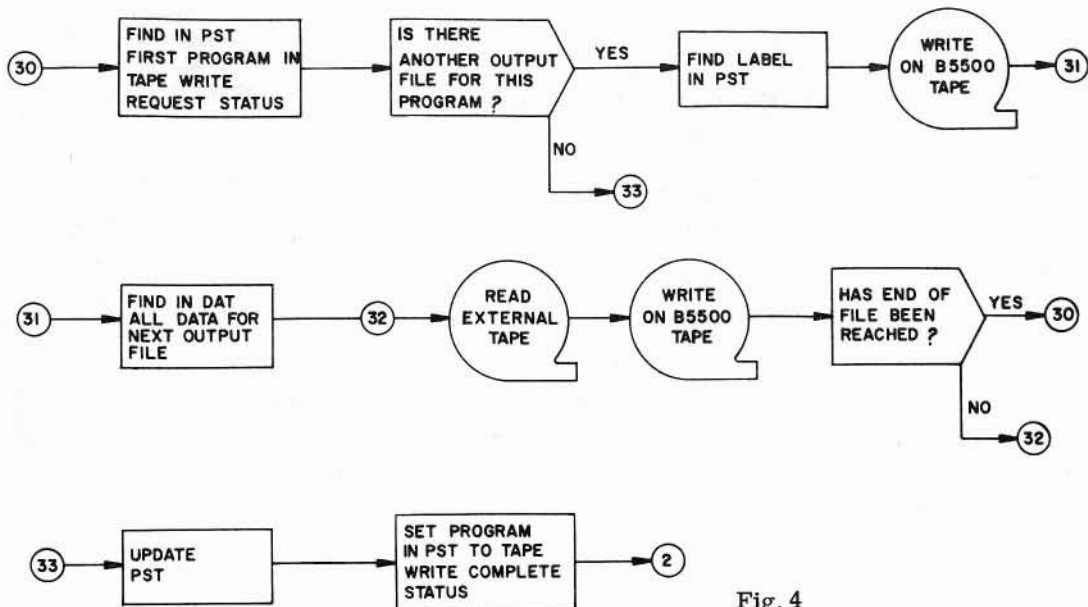 30
FIND IN PST
FIRST PROGRAM IN
TAPE WRITE
REQUEST STATUS
IS THERE
ANOTHER OUTPUT
FILE FOR THIS
PROGRAM ?
YES
NO
33
FIND LABEL
IN PST
WRITE
ON B5500
TAPE
31
31
FIND IN DAT
ALL DATA FOR
NEXT OUTPUT
FILE
32
READ
EXTERNAL
TAPE
WRITE
ON B5500
TAPE
HAS END OF
FILE BEEN
REACHED ?
YES
30
NO
32
33
UPDATE
PST
SET PROGRAM
IN PST TO TAPE
WRITE COMPLETE
STATUS
2
Fig. 4